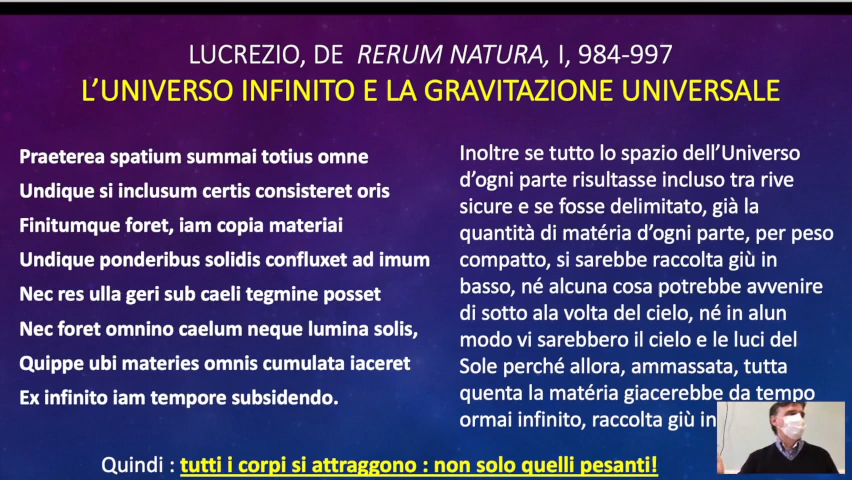 LUCREZIO, DE RERUM NATURA, I, 984-997
L'UNIVERSO INFINITO E LA GRAVITAZIONE UNIVERSALE
Praeterea spatium summai totius omne
Undique si inclusum certis consisteret oris
Finitumque foret, iam copia materiai
Undique ponderibus solidis confluxet ad imum
Nec res ulla geri sub caeli tegmine posset
Nec foret omnino caelum neque lumina solis,
Quippe ubi materies omnis cumulata iaceret
Ex infinito iam tempore subsidendo.
Inoltre se tutto lo spazio dell'Universo
d'ogni parte risultasse incluso tra rive
sicure e se fosse delimitato, già la
quantità di matéria d'ogni parte, per peso
compatto, si sarebbe raccolta giù in
basso, né alcuna cosa potrebbe avvenire
di sotto ala volta del cielo, né in alun
modo vi sarebbero il cielo e le luci del
Sole perché allora, ammassata, tutta
quenta la matéria giacerebbe da tempo
ormai infinito, raccolta giù in
Quindi : tutti i corpi si attraggono : non solo quelli pesanti!